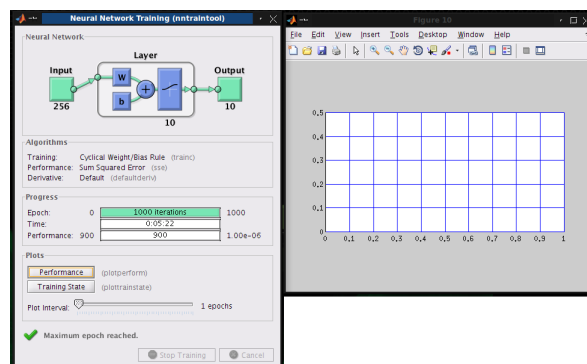 Neural Network Training (nntraintool)
Neural Network
Layer
Input
W
b
Output
256
10
10
Algorithms
Training: Cyclical Weight/Bias Rule (trainc)
Performance: Sum Squared Error (sse)
Derivative: Default (defaultderiv)
Progress
Epoch: 0 1000 iterations 1000
Time: 0:05:22
Performance: 900 900 1.00e-06
Plots
Performance (plotperform)
Training State (plottrainstate)
Plot Interval: 1 epochs
Maximum epoch reached.
Stop Training Cancel
Figure 10
File Edit View Insert Tools Desktop Window Help
0.5
0.4
0.3
0.2
0.1
0
0 0.1 0.2 0.3 0.4 0.5 0.6 0.7 0.8 0.9 1